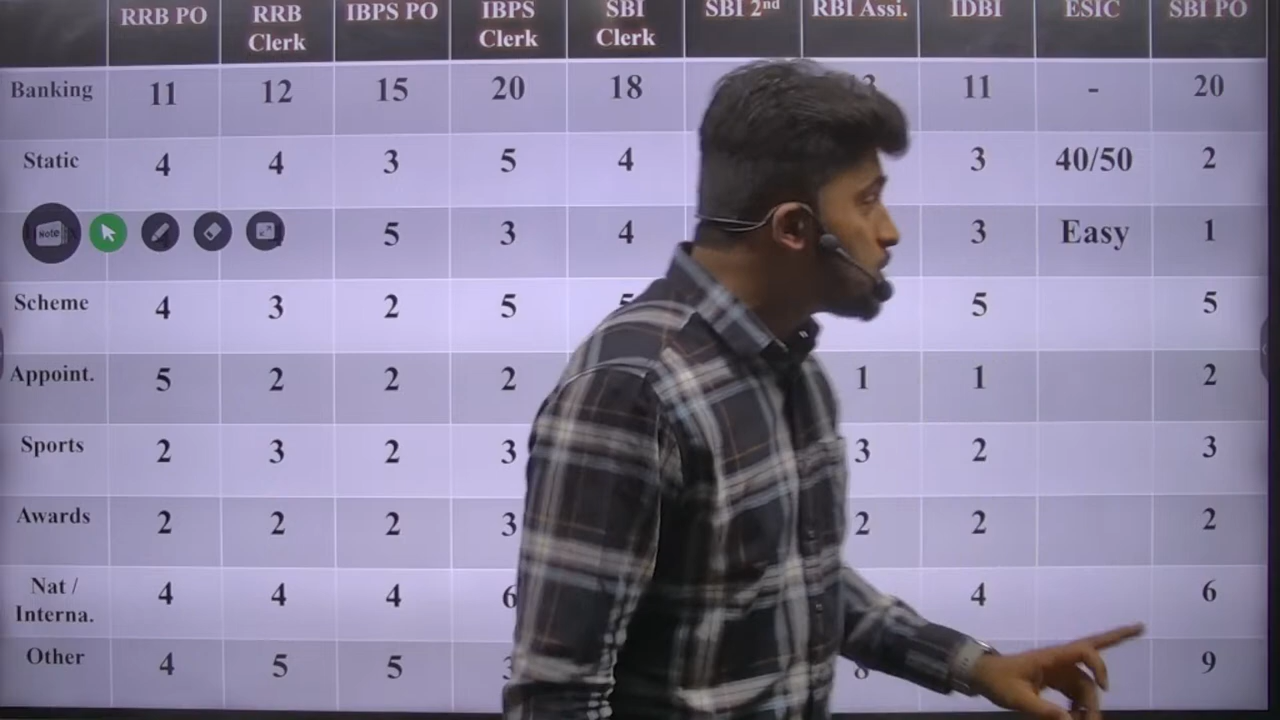 RRB PO RRB Clerk IBPS PO IBPS Clerk SBI Clerk SBI 2nd RBI Assi. IDBI ESIC SBI PO
Banking 11 12 15 20 18 11 - 20
Static 4 4 3 5 4 3 40/50 2
Note 5 3 4 3 Easy 1
Scheme 4 3 2 5 5 5
Appoint. 5 2 2 2 1 1 2
Sports 2 3 2 3 3 2 3
Awards 2 2 2 3 2 2 2
Nat / Interna. 4 4 4 6 4 6
Other 4 5 5 9